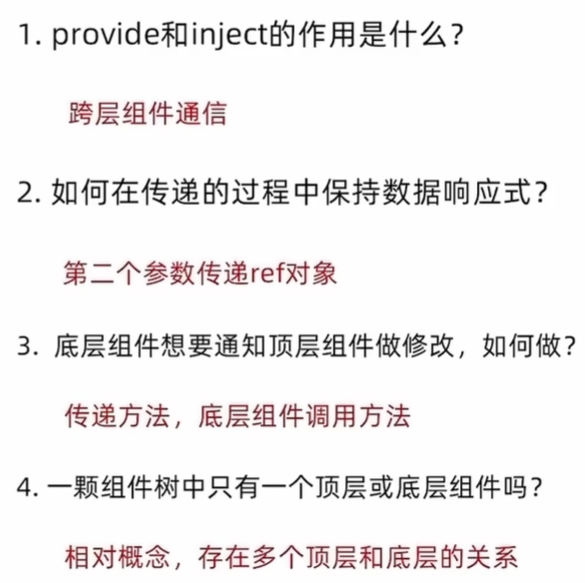 1. provide和inject的作用是什么？
跨层组件通信
2. 如何在传递的过程中保持数据响应式？
第二个参数传递ref对象
3. 底层组件想要通知顶层组件做修改，如何做？
传递方法，底层组件调用方法
4. 一颗组件树中只有一个顶层或底层组件吗？
相对概念，存在多个顶层和底层的关系